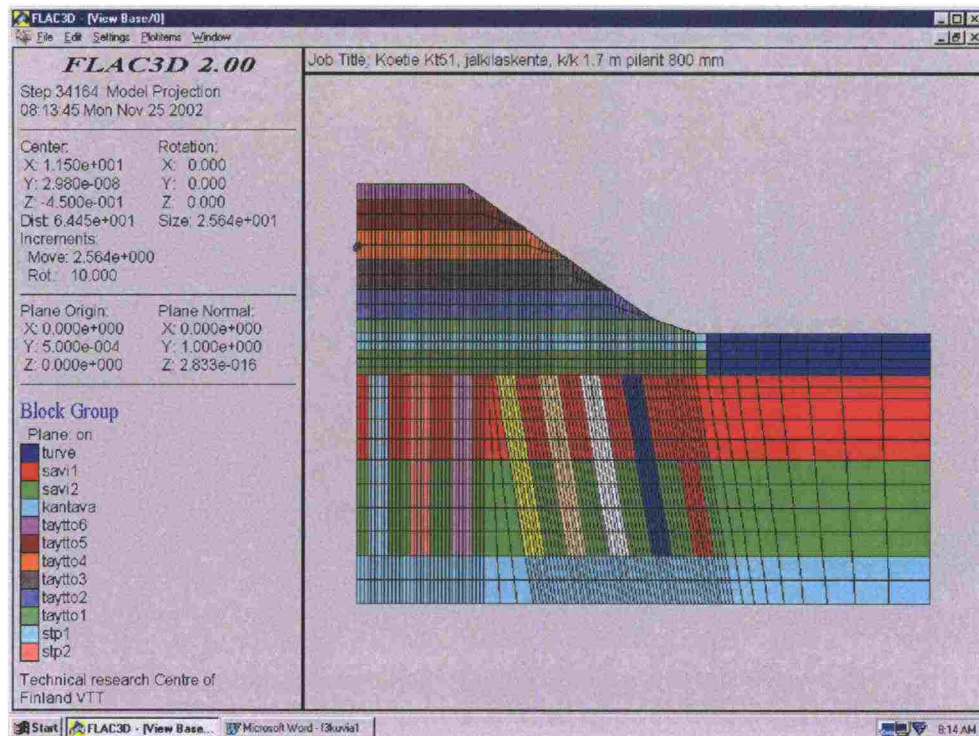 FLAC3D - [View Base/0]
File Edit Settings Plotitems Window
FLAC3D 2.00
Step 34164 Model Projection
08:13:45 Mon Nov 25 2002
Center: Rotation:
X: 1.150e+001 X: 0.000
Y: 2.980e-008 Y: 0.000
Z: -4.500e-001 Z: 0.000
Dist: 6.445e+001 Size: 2.564e+001
Increments:
Move: 2.564e+000
Rot.: 10.000
Plane Origin: Plane Normal:
X: 0.000e+000 X: 0.000e+000
Y: 5.000e-004 Y: 1.000e+000
Z: 0.000e+000 Z: 2.833e-016
Block Group
Plane: on
turve
savi1
savi2
kantava
taytto6
taytto5
taytto4
taytto3
taytto2
taytto1
stp1
stp2
Technical research Centre of
Finland VTT
Job Title: Koetie Kt51, jalkilaskenta, k/k 1.7 m pilarit 800 mm
Start FLAC3D - [View Base... Microsoft Word - f3kuvia1 8:14 AM